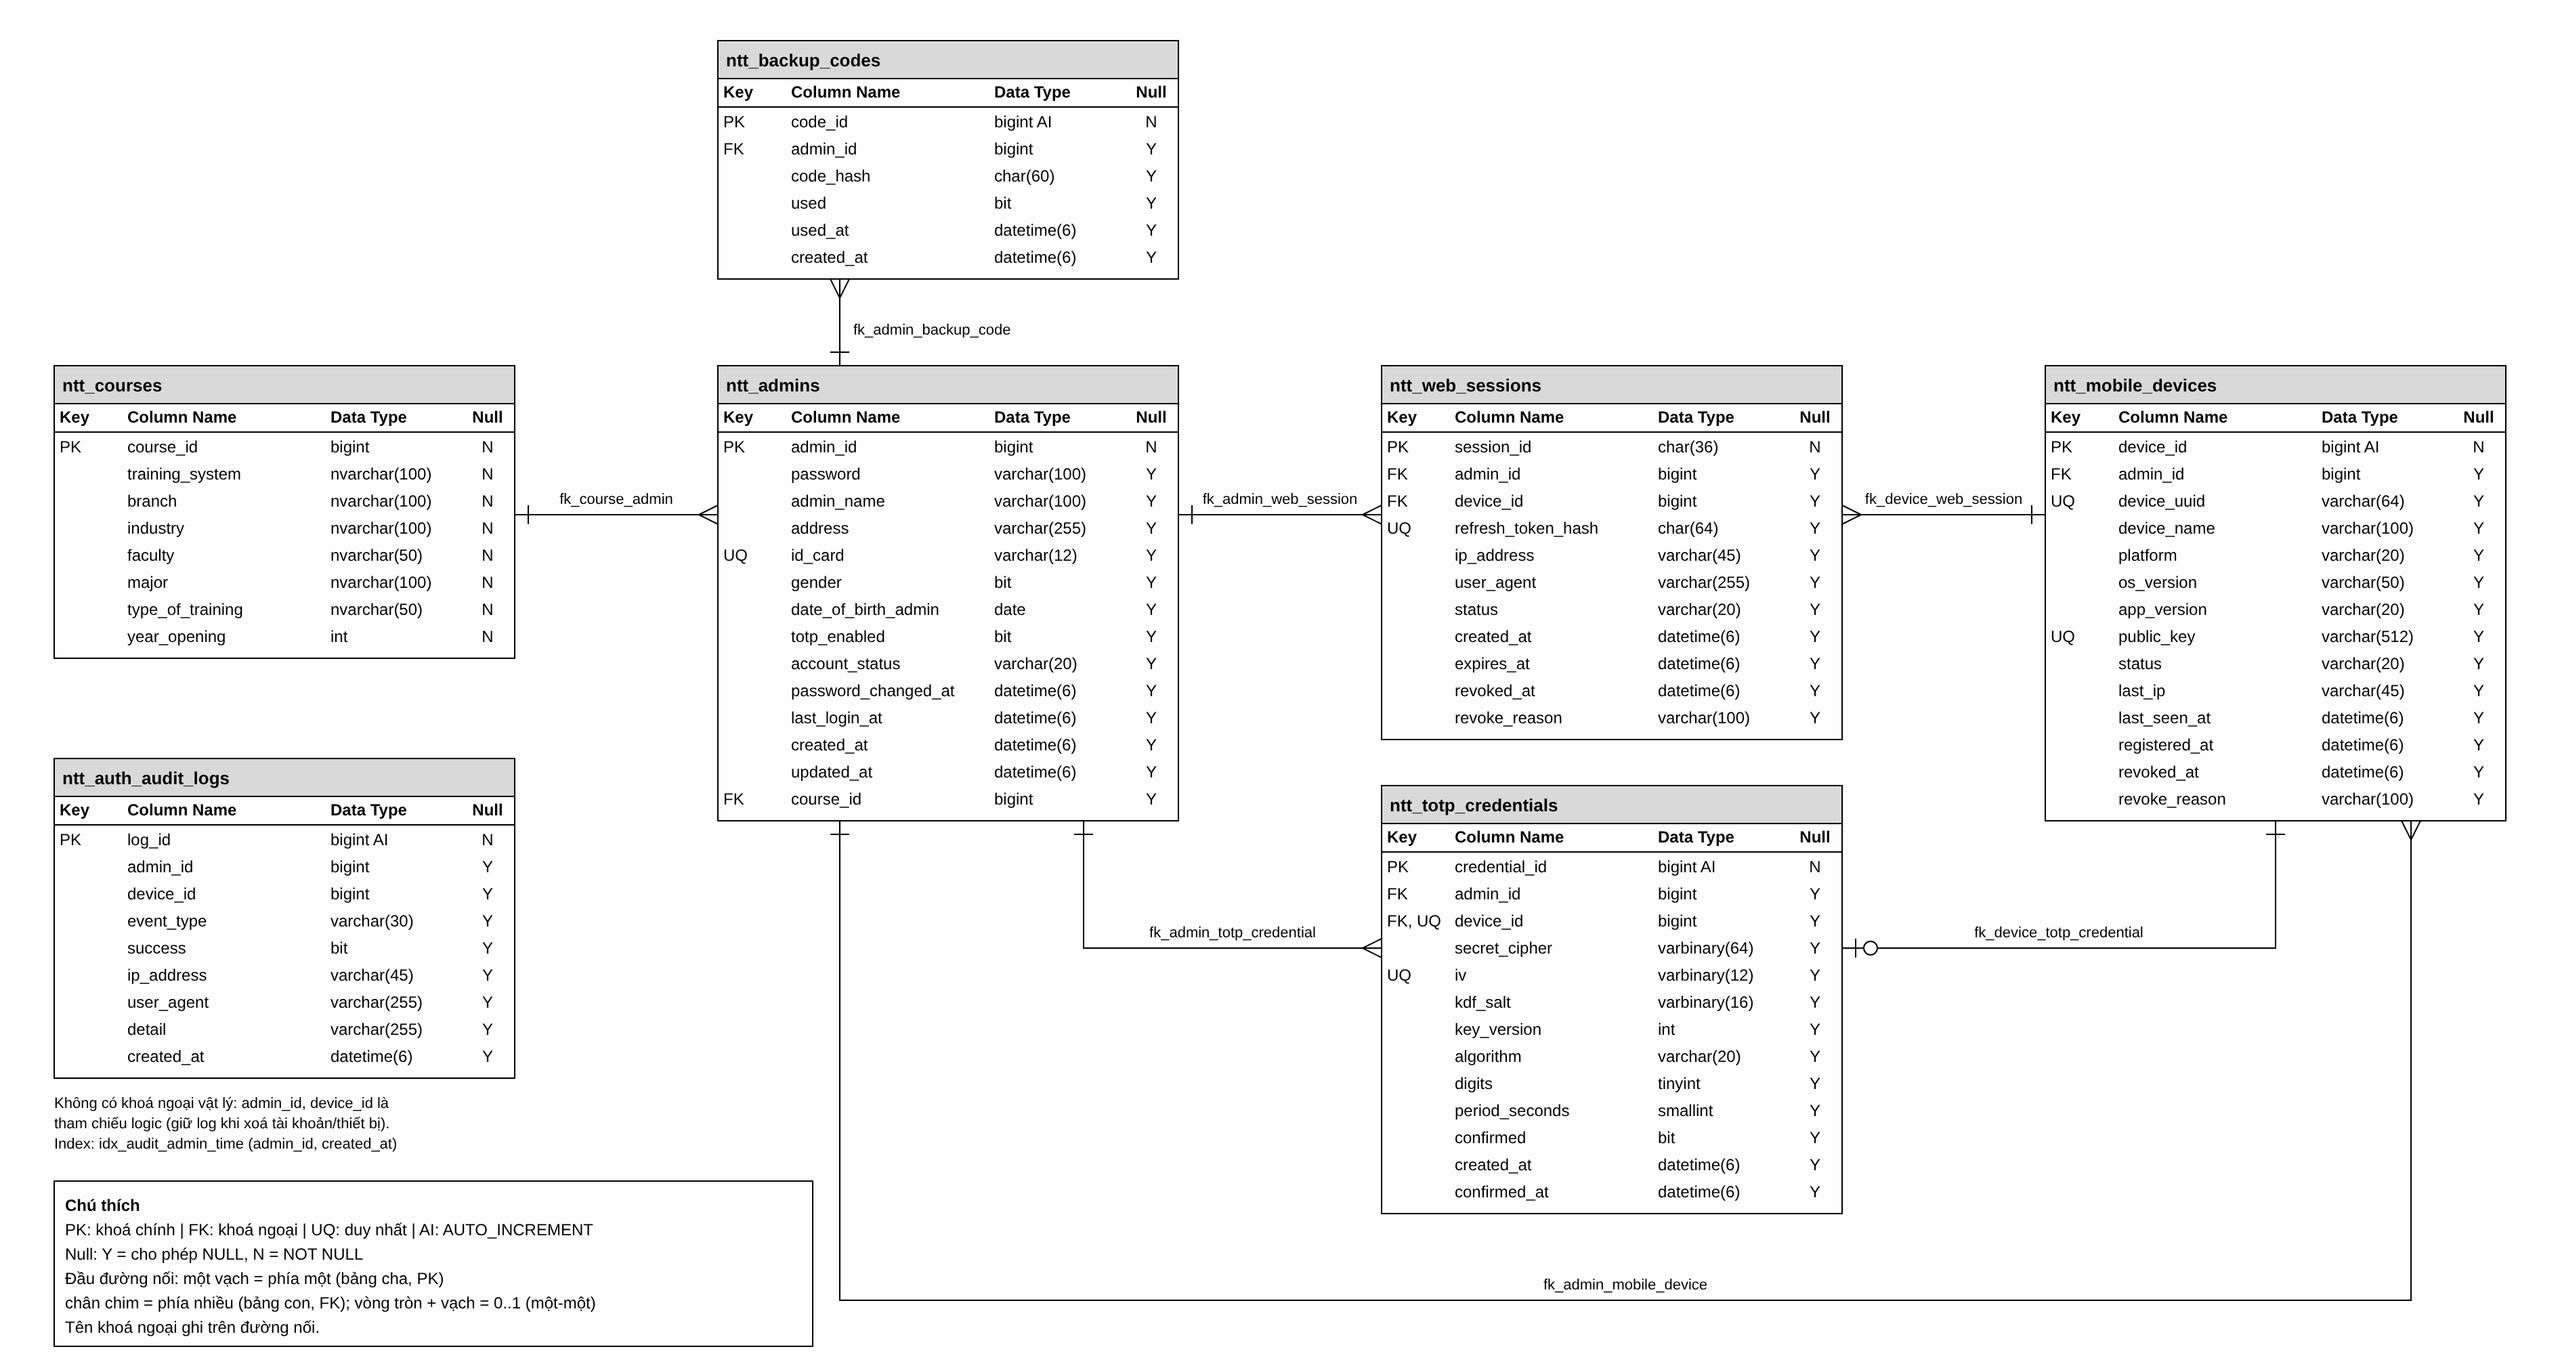 ntt_backup_codes
Key Column Name Data Type Null
PK code_id bigint AI N
FK admin_id bigint Y
code_hash char(60) Y
used bit Y
used_at datetime(6) Y
created_at datetime(6) Y
fk_admin_backup_code
ntt_courses
Key Column Name Data Type Null
PK course_id bigint N
training_system nvarchar(100) N
branch nvarchar(100) N
industry nvarchar(100) N
faculty nvarchar(50) N
major nvarchar(100) N
type_of_training nvarchar(50) N
year_opening int N
fk_course_admin
ntt_admins
Key Column Name Data Type Null
PK admin_id bigint N
password varchar(100) Y
admin_name varchar(100) Y
address varchar(255) Y
UQ id_card varchar(12) Y
gender bit Y
date_of_birth_admin date Y
totp_enabled bit Y
account_status varchar(20) Y
password_changed_at datetime(6) Y
last_login_at datetime(6) Y
created_at datetime(6) Y
updated_at datetime(6) Y
FK course_id bigint Y
fk_admin_web_session
ntt_web_sessions
Key Column Name Data Type Null
PK session_id char(36) N
FK admin_id bigint Y
FK device_id bigint Y
UQ refresh_token_hash char(64) Y
ip_address varchar(45) Y
user_agent varchar(255) Y
status varchar(20) Y
created_at datetime(6) Y
expires_at datetime(6) Y
revoked_at datetime(6) Y
revoke_reason varchar(100) Y
fk_device_web_session
ntt_mobile_devices
Key Column Name Data Type Null
PK device_id bigint AI N
FK admin_id bigint Y
UQ device_uuid varchar(64) Y
device_name varchar(100) Y
platform varchar(20) Y
os_version varchar(50) Y
app_version varchar(20) Y
UQ public_key varchar(512) Y
status varchar(20) Y
last_ip varchar(45) Y
last_seen_at datetime(6) Y
registered_at datetime(6) Y
revoked_at datetime(6) Y
revoke_reason varchar(100) Y
ntt_auth_audit_logs
Key Column Name Data Type Null
PK log_id bigint AI N
admin_id bigint Y
device_id bigint Y
event_type varchar(30) Y
success bit Y
ip_address varchar(45) Y
user_agent varchar(255) Y
detail varchar(255) Y
created_at datetime(6) Y
Không có khoá ngoại vật lý: admin_id, device_id là
tham chiếu logic (giữ log khi xoá tài khoản/thiết bị).
Index: idx_audit_admin_time (admin_id, created_at)
fk_admin_totp_credential
ntt_totp_credentials
Key Column Name Data Type Null
PK credential_id bigint AI N
FK admin_id bigint Y
FK, UQ device_id bigint Y
secret_cipher varbinary(64) Y
UQ iv varbinary(12) Y
kdf_salt varbinary(16) Y
key_version int Y
algorithm varchar(20) Y
digits tinyint Y
period_seconds smallint Y
confirmed bit Y
created_at datetime(6) Y
confirmed_at datetime(6) Y
fk_device_totp_credential
fk_admin_mobile_device
Chú thích
PK: khoá chính | FK: khoá ngoại | UQ: duy nhất | AI: AUTO_INCREMENT
Null: Y = cho phép NULL, N = NOT NULL
Đầu đường nối: một vạch = phía một (bảng cha, PK)
chân chim = phía nhiều (bảng con, FK); vòng tròn + vạch = 0..1 (một-một)
Tên khoá ngoại ghi trên đường nối.